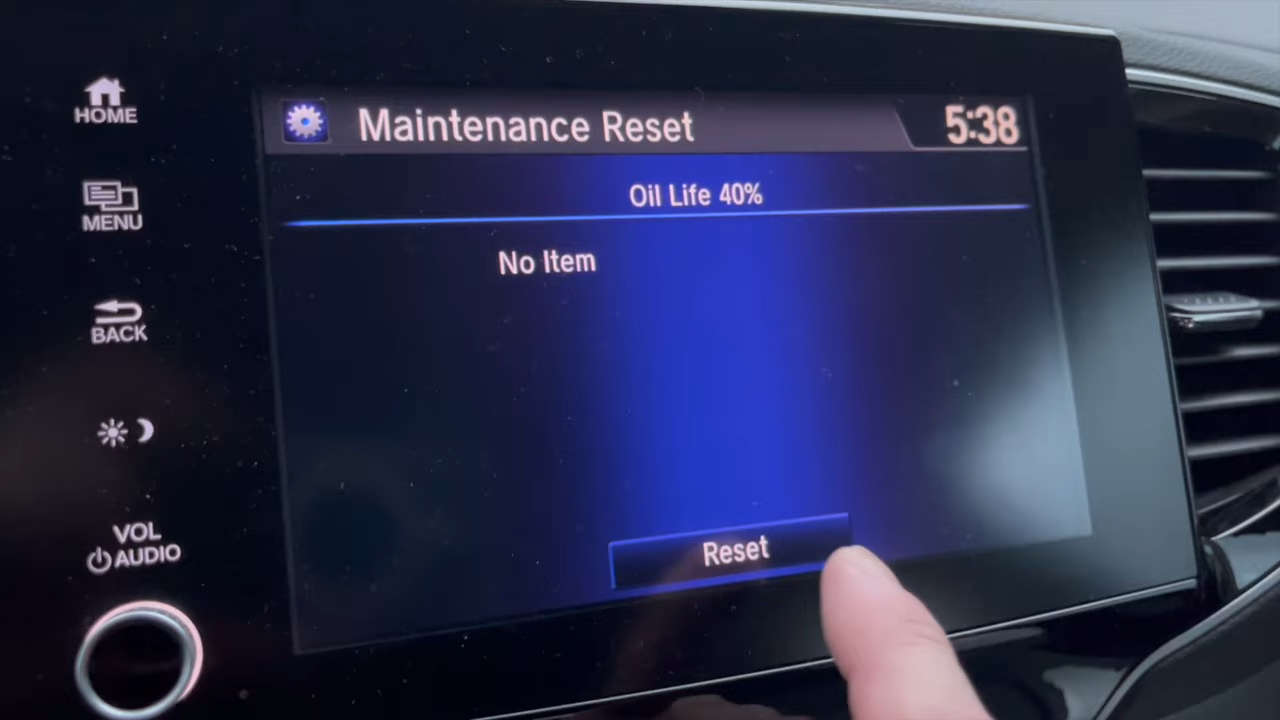 HOME
MENU
BACK
VOL
AUDIO
Maintenance Reset
5:38
Oil Life 40%
No Item
Reset